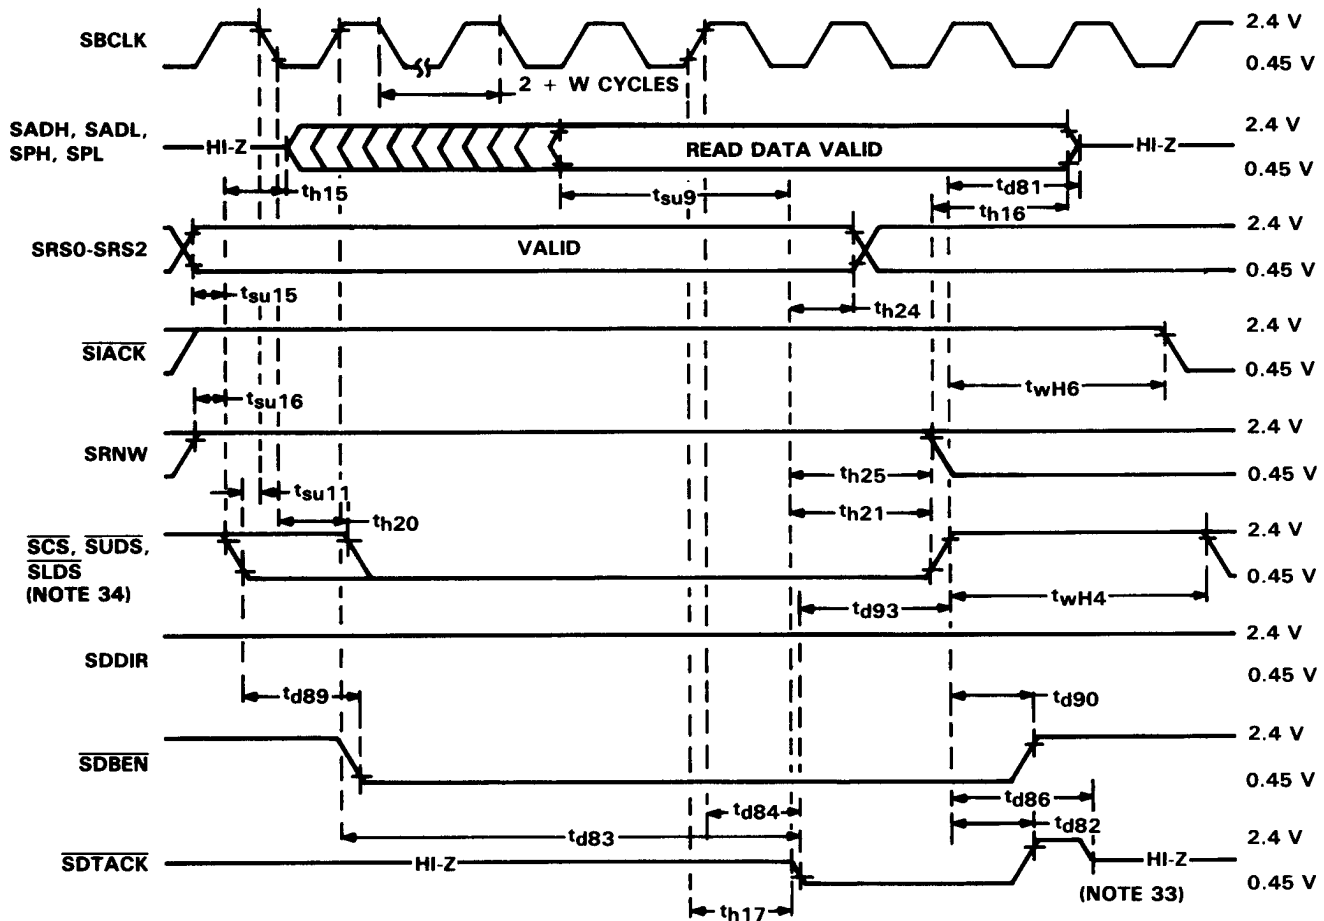 SBCLK
2.4 V
0.45 V
2 + W CYCLES
SADH, SADL,
SPH, SPL
HI-Z
READ DATA VALID
HI-Z
2.4 V
0.45 V
th15
tsu9
td81
th16
SRS0-SRS2
VALID
2.4 V
0.45 V
tsu15
th24
SIACK
2.4 V
0.45 V
tsu16
twH6
SRNW
2.4 V
0.45 V
tsu11
th25
th20
th21
SCS, SUDS,
SLDS
(NOTE 34)
2.4 V
0.45 V
td93
twH4
SDDIR
2.4 V
0.45 V
td89
td90
SDBEN
2.4 V
0.45 V
td86
td84
td82
td83
SDTACK
HI-Z
HI-Z
2.4 V
0.45 V
(NOTE 33)
th17